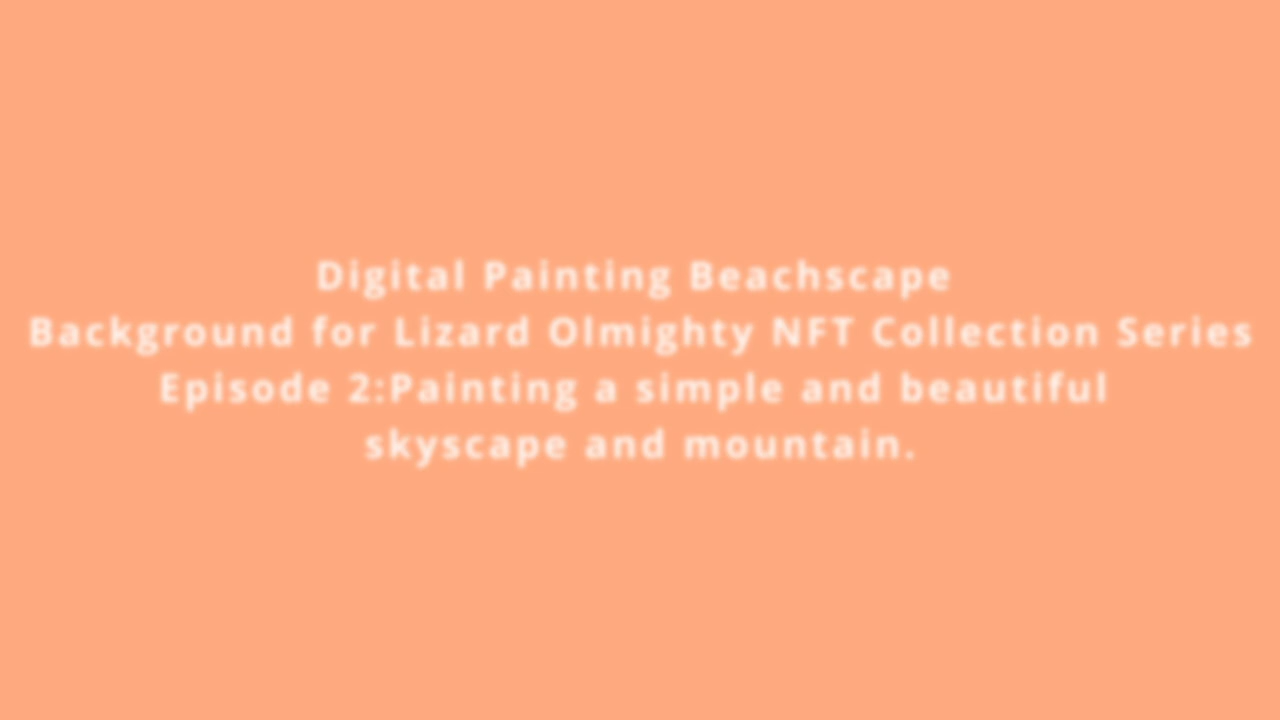 Digital Painting Beachscape
Background for Lizard Olmighty NFT Collection Series
Episode 2:Painting a simple and beautiful
skyscape and mountain.